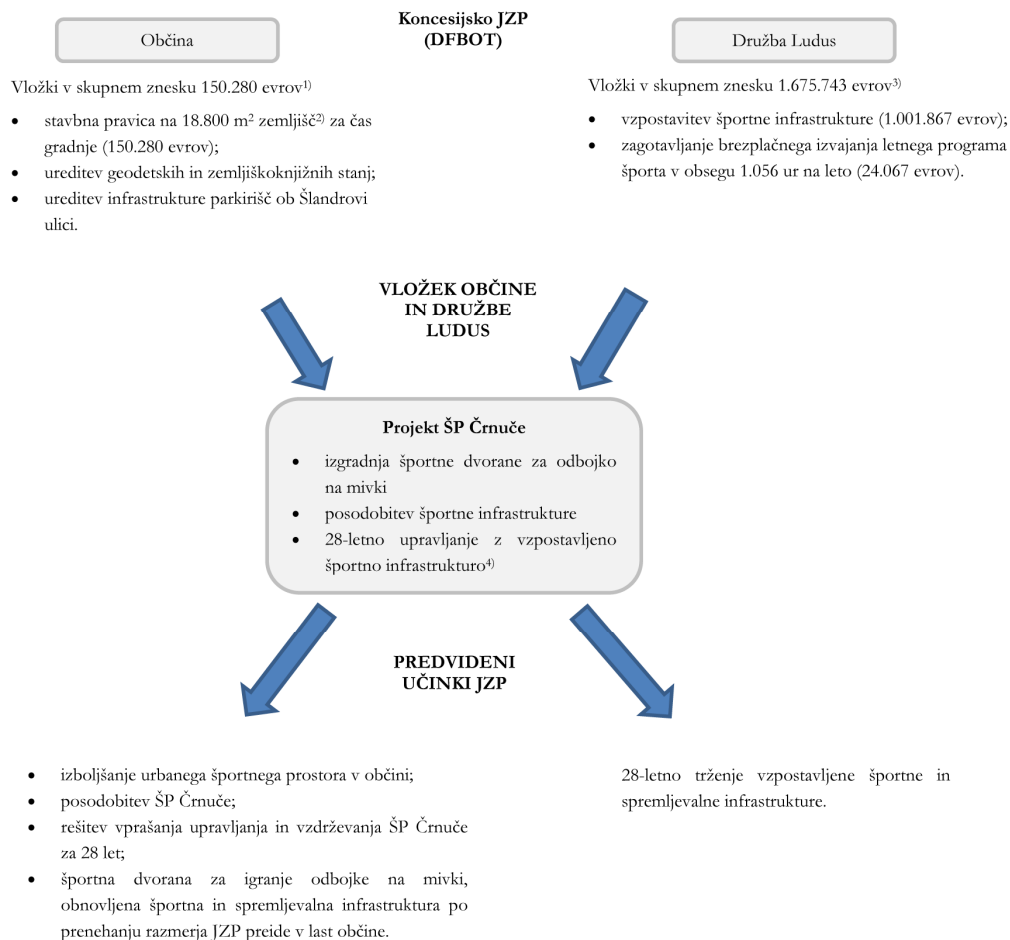 Koncesijsko JZP
(DFBOT)
Občina
Vložki v skupnem znesku 150.280 evrov1)
• stavbna pravica na 18.800 m2 zemljišč2) za čas
gradnje (150.280 evrov);
• ureditev geodetskih in zemljiškoknjižnih stanj;
• ureditev infrastrukture parkirišč ob Šlandrovi
ulici.
Družba Ludus
Vložki v skupnem znesku 1.675.743 evrov3)
• vzpostavitev športne infrastrukture (1.001.867 evrov);
• zagotavljanje brezplačnega izvajanja letnega programa
športa v obsegu 1.056 ur na leto (24.067 evrov).
VLOŽEK OBČINE
IN DRUŽBE
LUDUS
Projekt ŠP Črnuče
• izgradnja športne dvorane za odbojko
na mivki
• posodobitev športne infrastrukture
• 28-letno upravljanje z vzpostavljeno
športno infrastrukturo4)
PREDVIDENI
UČINKI JZP
• izboljšanje urbanega športnega prostora v občini;
• posodobitev ŠP Črnuče;
• rešitev vprašanja upravljanja in vzdrževanja ŠP Črnuče
za 28 let;
• športna dvorana za igranje odbojke na mivki,
obnovljena športna in spremljevalna infrastruktura po
prenehanju razmerja JZP preide v last občine.
28-letno trženje vzpostavljene športne in
spremljevalne infrastrukture.